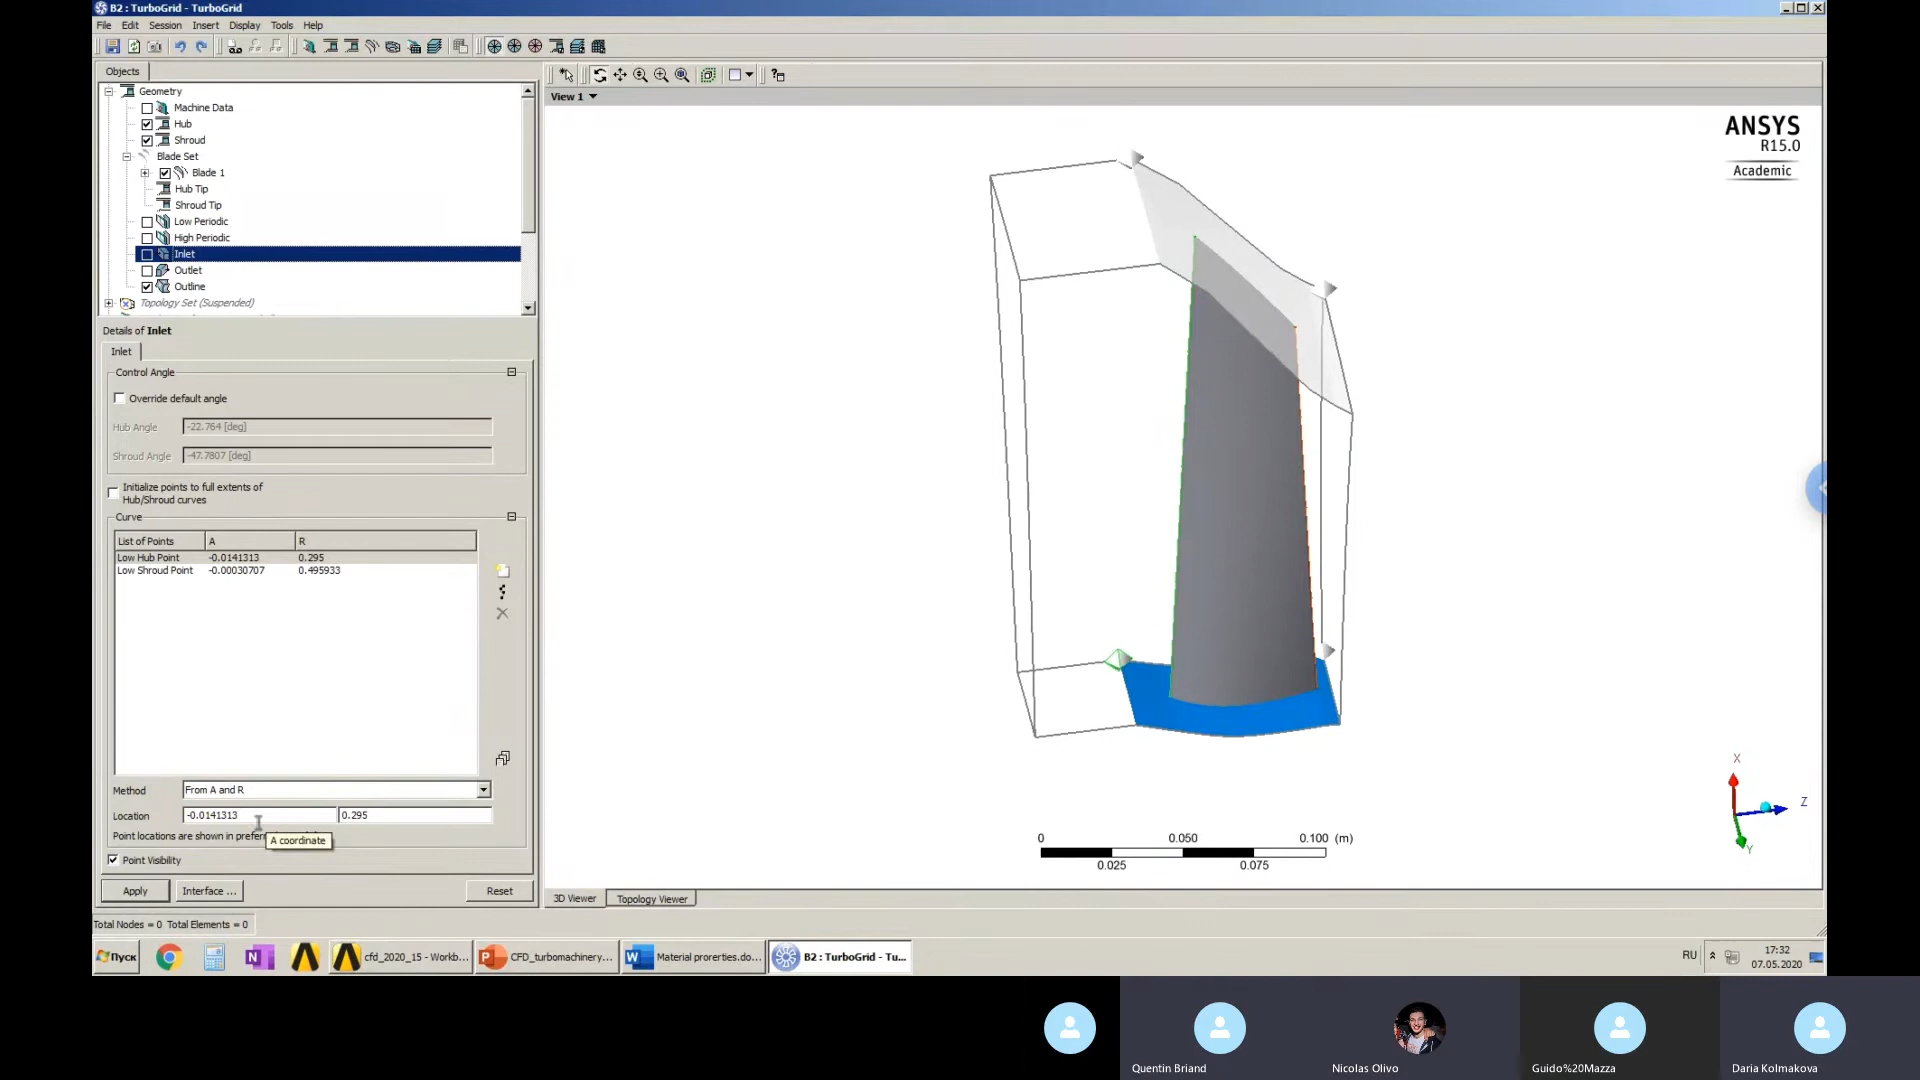 B2 : TurboGrid - TurboGrid
File Edit Session Insert Display Tools Help
Objects
Geometry
Machine Data
Hub
Shroud
Blade Set
Blade 1
Hub Tip
Shroud Tip
Low Periodic
High Periodic
Inlet
Outlet
Outline
Topology Set (Suspended)
Details of Inlet
Inlet
Control Angle
Override default angle
Hub Angle -22.764 [deg]
Shroud Angle -47.7807 [deg]
Initialize points to full extents of
Hub/Shroud curves
Curve
List of Points A R
Low Hub Point -0.0141313 0.295
Low Shroud Point -0.00030707 0.495933
Method From A and R
Location -0.0141313 0.295
Point locations are shown in prefer
A coordinate
Point Visibility
Apply Interface ... Reset
Total Nodes = 0 Total Elements = 0
View 1
ANSYS
R15.0
Academic
X
Z
Y
0 0.050 0.100 (m)
0.025 0.075
3D Viewer Topology Viewer
Пуск
cfd_2020_15 - Workb...
CFD_turbomachinery...
Material prorerties.do...
B2 : TurboGrid - Tu...
RU
17:32
07.05.2020
Quentin Briand
Nicolas Olivo
Guido%20Mazza
Daria Kolmakova